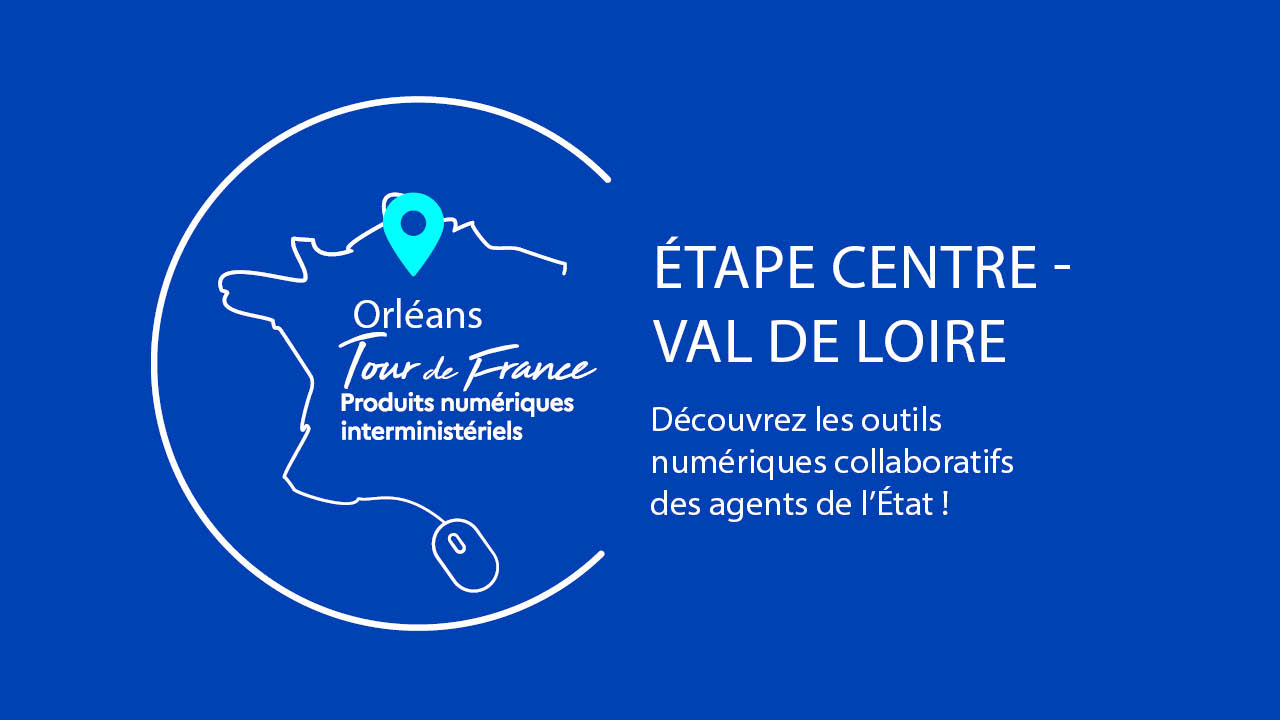 Orléans
Tour de France
Produits numériques
interministériels
ÉTAPE CENTRE -
VAL DE LOIRE
Découvrez les outils
numériques collaboratifs
des agents de l’État !